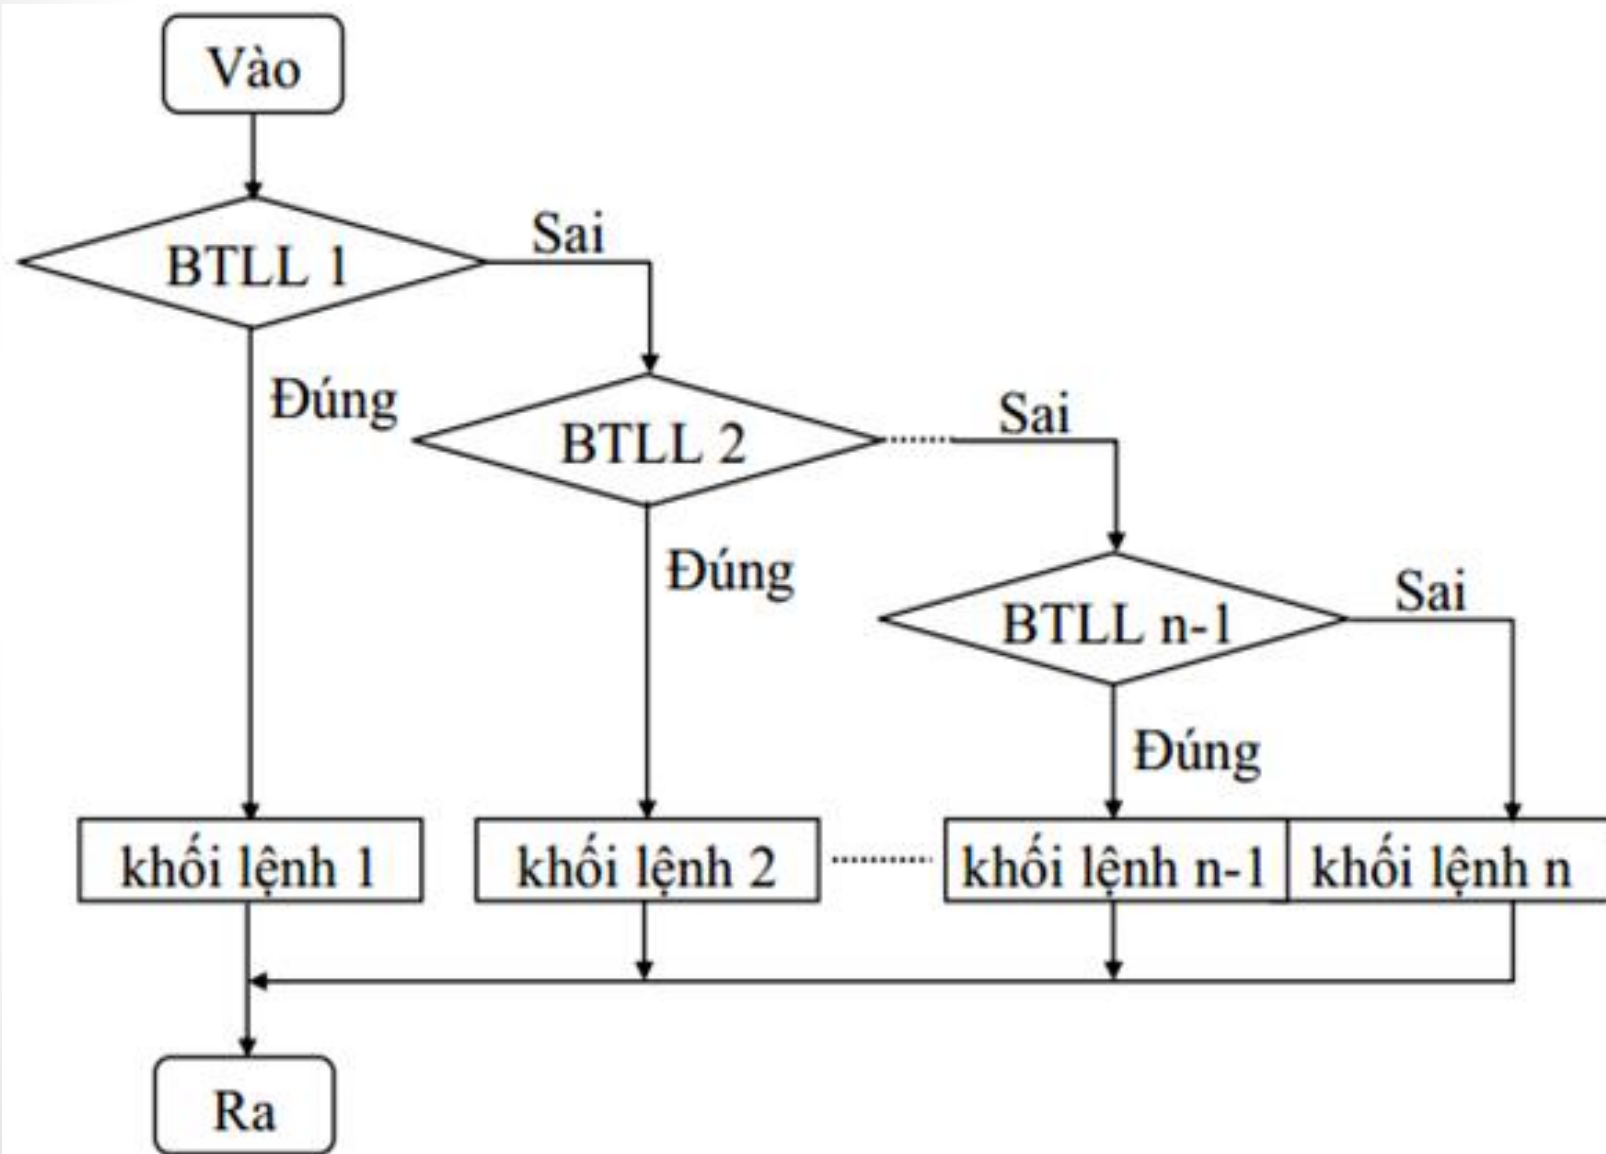 Vào
BTLL 1
Sai
Đúng
BTLL 2
Sai
Đúng
BTLL n-1
Sai
Đúng
khối lệnh 1
khối lệnh 2
khối lệnh n-1
khối lệnh n
Ra